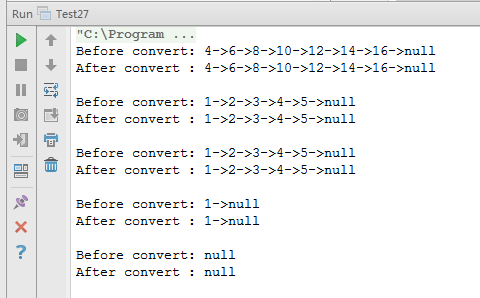 Run Test27
"C:\Program ...
Before convert: 4->6->8->10->12->14->16->null
After convert : 4->6->8->10->12->14->16->null
Before convert: 1->2->3->4->5->null
After convert : 1->2->3->4->5->null
Before convert: 1->2->3->4->5->null
After convert : 1->2->3->4->5->null
Before convert: 1->null
After convert : 1->null
Before convert: null
After convert : null